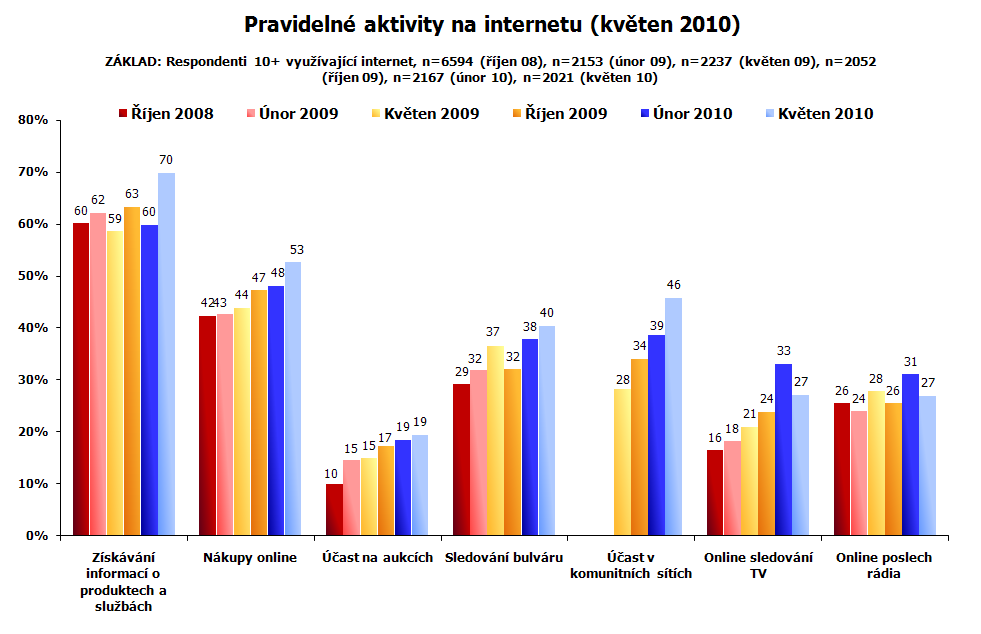 Pravidelné aktivity na internetu (květen 2010)
ZÁKLAD: Respondenti 10+ využívající internet, n=6594 (říjen 08), n=2153 (únor 09), n=2237 (květen 09), n=2052
(říjen 09), n=2167 (únor 10), n=2021 (květen 10)
Říjen 2008 Únor 2009 Květen 2009 Říjen 2009 Únor 2010 Květen 2010
80%
70%
60%
50%
40%
30%
20%
10%
0%
60 62 59 63 60 70
42 43 44 47 48 53
10 15 15 17 19 19
29 32 37 32 38 40
28 34 39 46
16 18 21 24 33 27
26 24 28 26 31 27
Získávání
informací o
produktech a
službách
Nákupy online
Účast na aukcích
Sledování bulváru
Účast v
komunitních sítích
Online sledování
TV
Online poslech
rádia